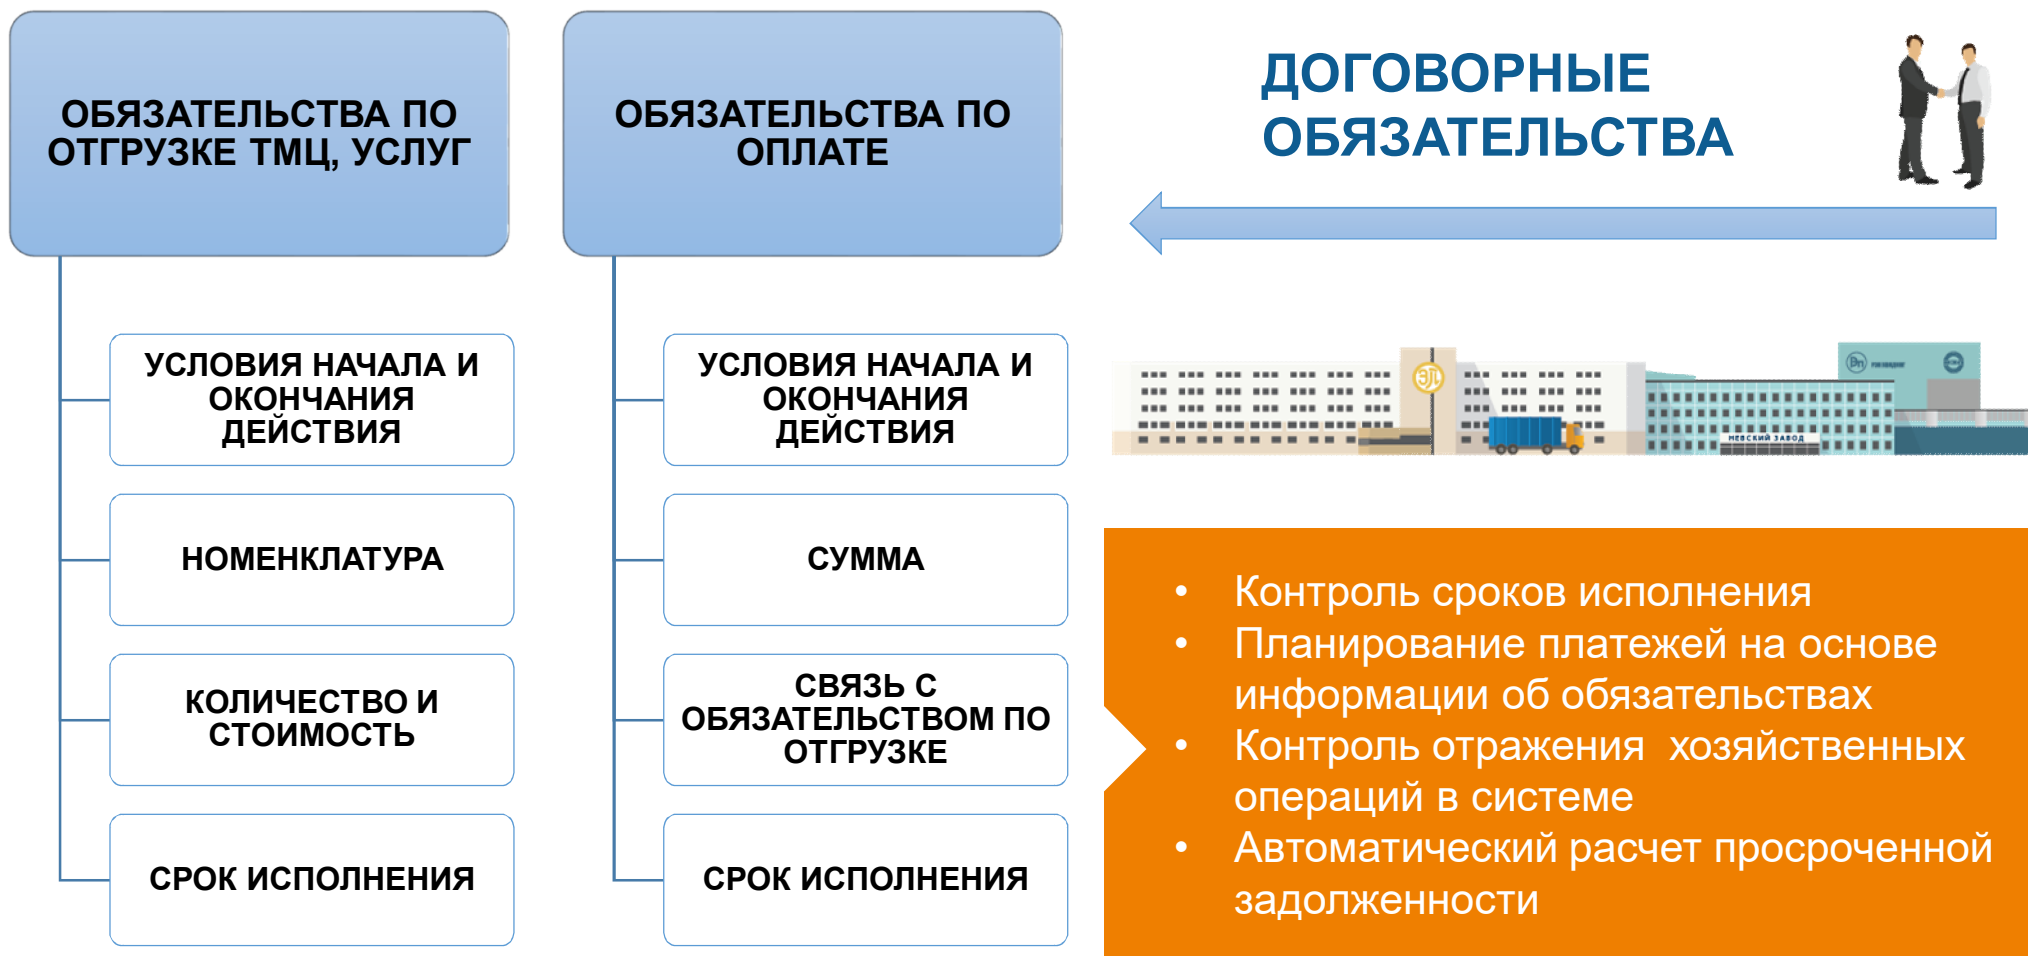 ОБЯЗАТЕЛЬСТВА ПО
ОТГРУЗКЕ ТМЦ, УСЛУГ
УСЛОВИЯ НАЧАЛА И
ОКОНЧАНИЯ
ДЕЙСТВИЯ
НОМЕНКЛАТУРА
КОЛИЧЕСТВО И
СТОИМОСТЬ
СРОК ИСПОЛНЕНИЯ
ОБЯЗАТЕЛЬСТВА ПО
ОПЛАТЕ
УСЛОВИЯ НАЧАЛА И
ОКОНЧАНИЯ
ДЕЙСТВИЯ
СУММА
СВЯЗЬ С
ОБЯЗАТЕЛЬСТВОМ ПО
ОТГРУЗКЕ
СРОК ИСПОЛНЕНИЯ
ДОГОВОРНЫЕ
ОБЯЗАТЕЛЬСТВА
НЕВСКИЙ ЗАВОД
• Контроль сроков исполнения
• Планирование платежей на основе
информации об обязательствах
• Контроль отражения  хозяйственных
операций в системе
• Автоматический расчет просроченной
задолженности